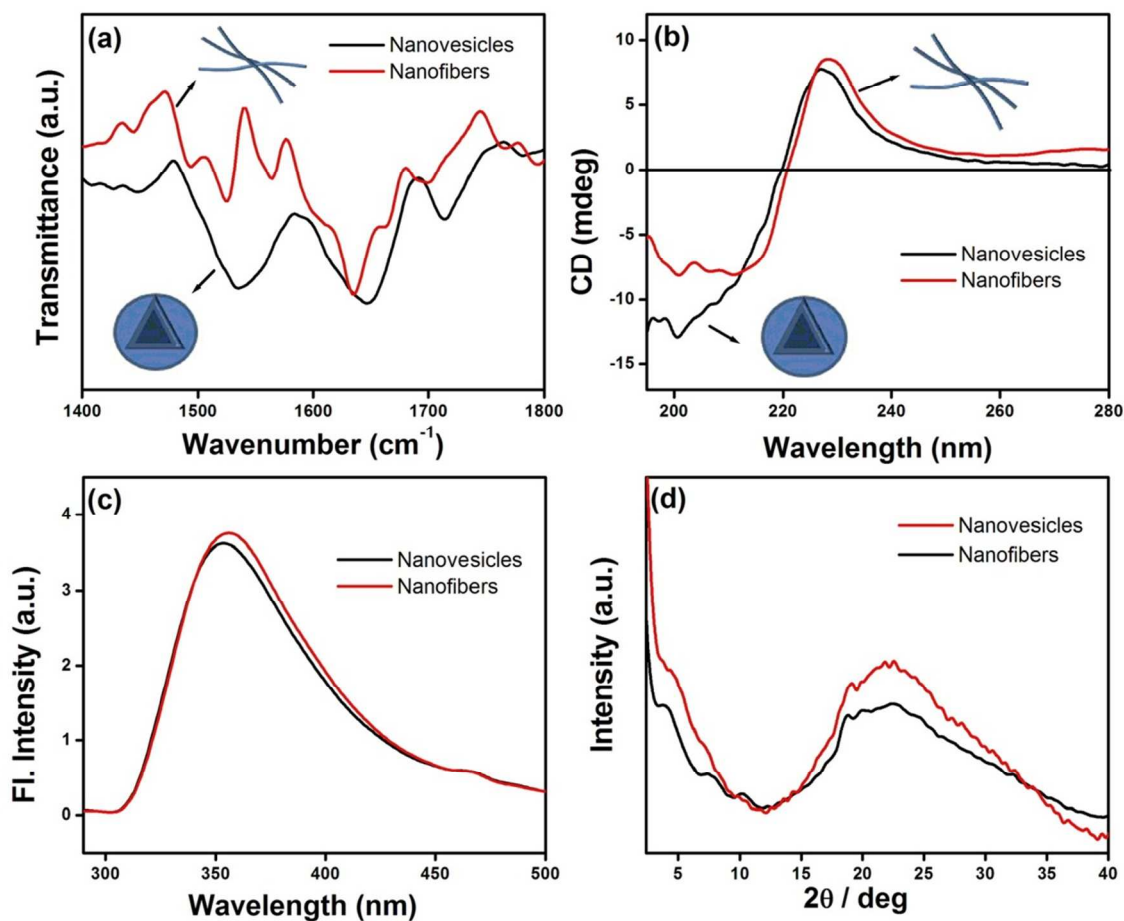 (a)
Nanovesicles
Nanofibers
Transmittance (a.u.)
1400 1500 1600 1700 1800
Wavenumber (cm⁻¹)
(b)
10
5
0
-5
-10
-15
CD (mdeg)
Nanovesicles
Nanofibers
200 220 240 260 280
Wavelength (nm)
(c)
4
3
2
1
0
Fl. Intensity (a.u.)
Nanovesicles
Nanofibers
300 350 400 450 500
Wavelength (nm)
(d)
Nanovesicles
Nanofibers
Intensity (a.u.)
5 10 15 20 25 30 35 40
2θ / deg